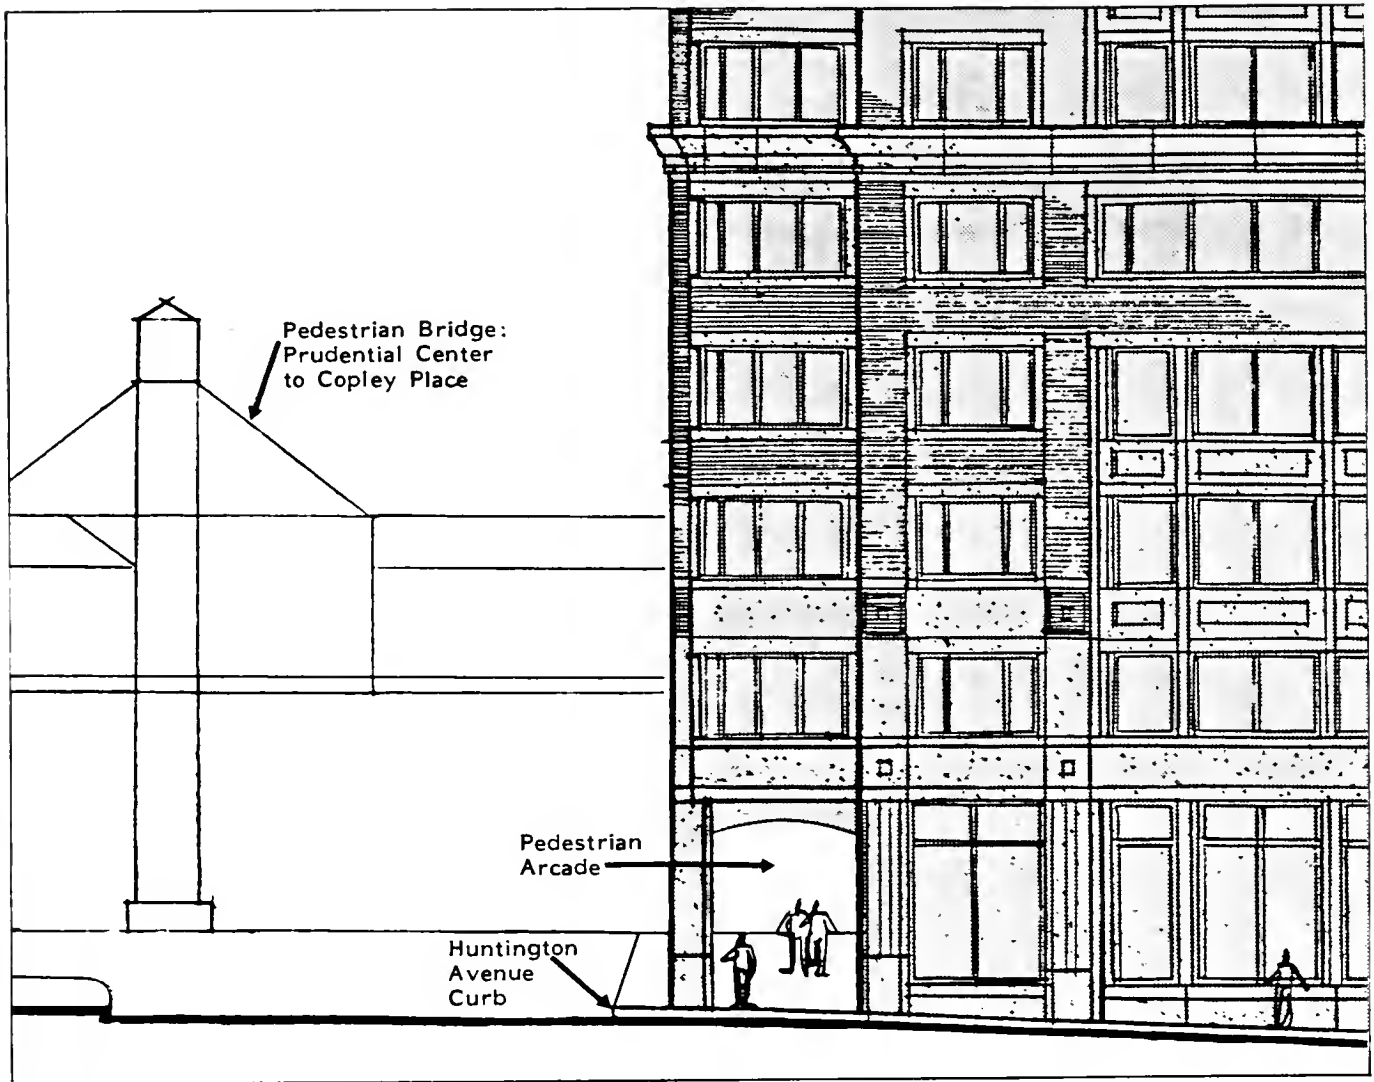 Pedestrian Bridge:
Prudential Center
to Copley Place
Pedestrian
Arcade
Huntington
Avenue
Curb